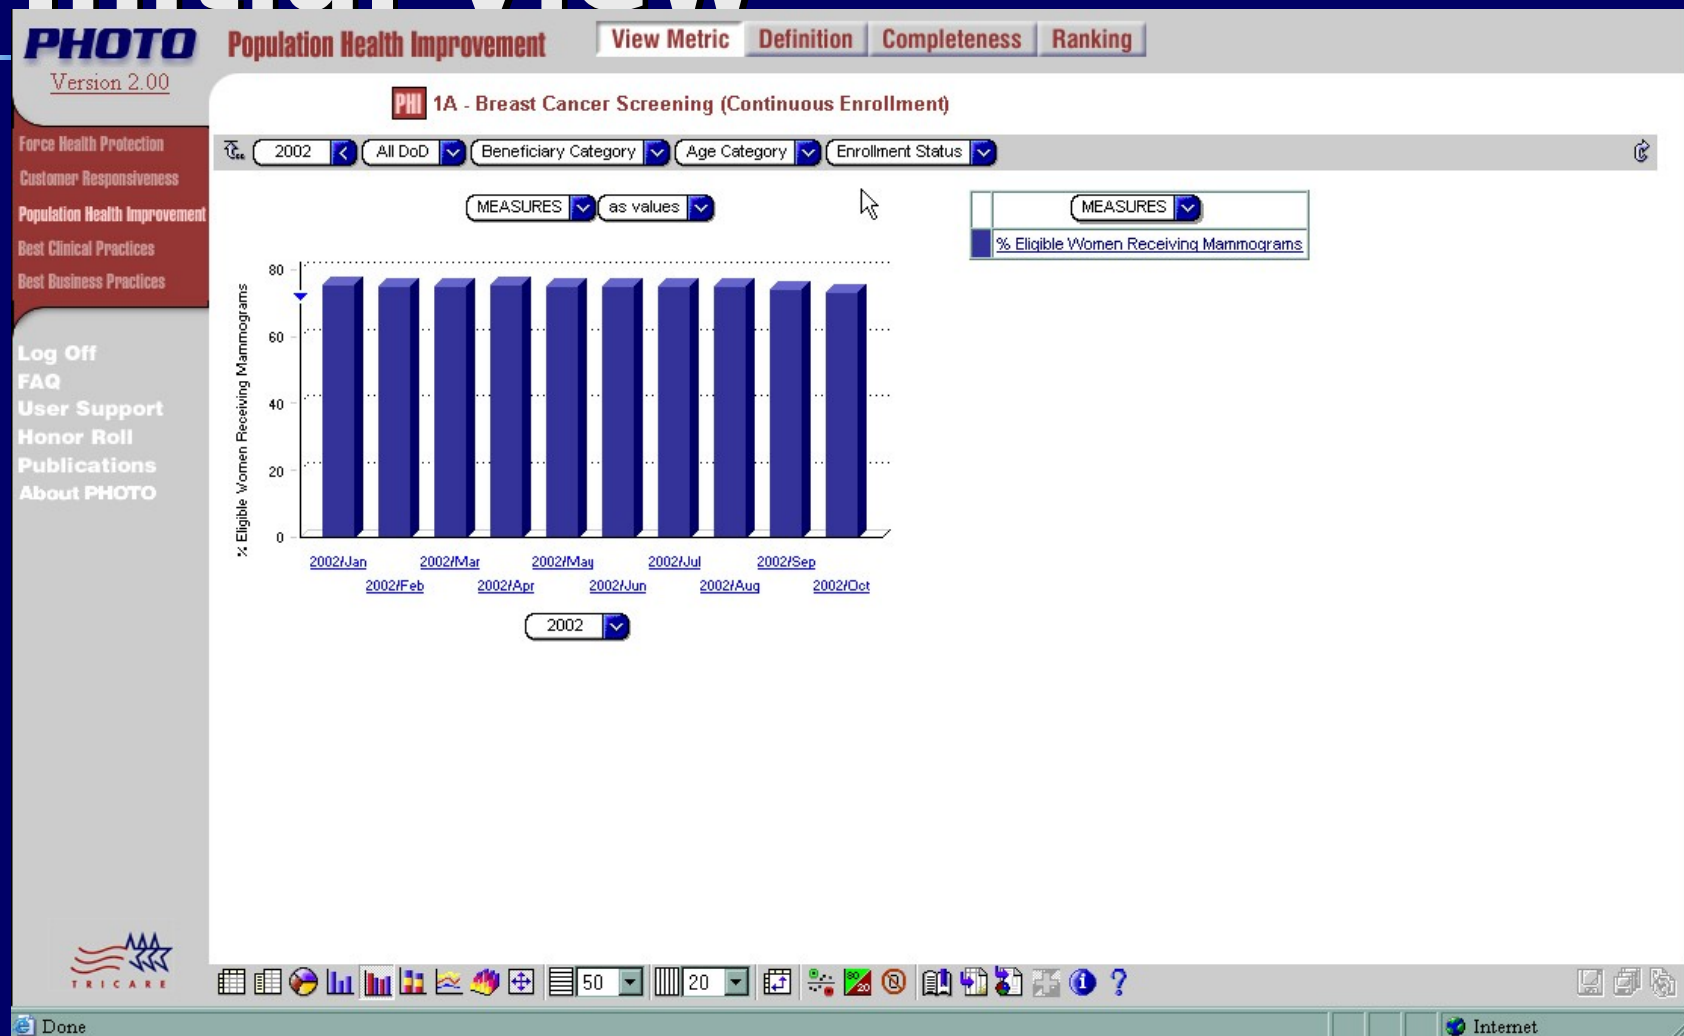 Initial View
PHOTO
Version 2.00
Population Health Improvement
View Metric Definition Completeness Ranking
PHI 1A - Breast Cancer Screening (Continuous Enrollment)
Force Health Protection
Customer Responsiveness
Population Health Improvement
Best Clinical Practices
Best Business Practices
Log Off
FAQ
User Support
Honor Roll
Publications
About PHOTO
TRICARE
2002 All DoD Beneficiary Category Age Category Enrollment Status
MEASURES as values
MEASURES
% Eligible Women Receiving Mammograms
% Eligible Women Receiving Mammograms
80
60
40
20
0
2002/Jan 2002/Mar 2002/May 2002/Jul 2002/Sep
2002/Feb 2002/Apr 2002/Jun 2002/Aug 2002/Oct
2002
50 20 80/20 ?
Done Internet